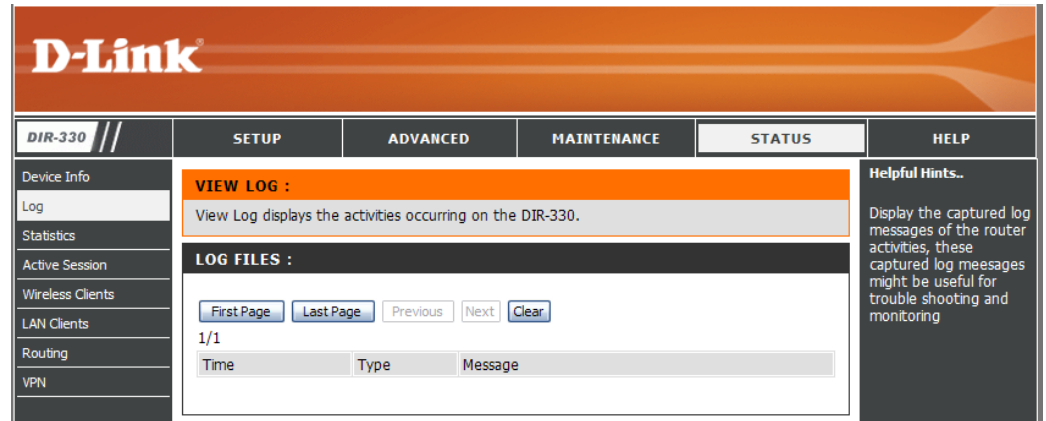 D-Link®
DIR-330
SETUP
ADVANCED
MAINTENANCE
STATUS
HELP
Device Info
Log
Statistics
Active Session
Wireless Clients
LAN Clients
Routing
VPN
VIEW LOG :
View Log displays the activities occurring on the DIR-330.
LOG FILES :
First Page Last Page Previous Next Clear
1/1
Time Type Message
Helpful Hints..
Display the captured log
messages of the router
activities, these
captured log meesages
might be useful for
trouble shooting and
monitoring